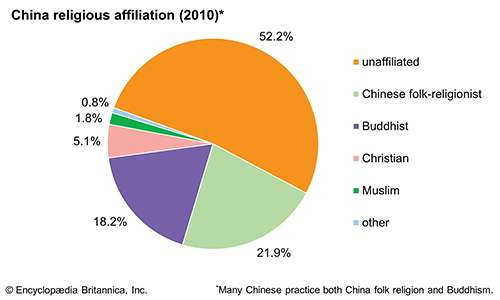 China religious affiliation (2010)*
52.2%
0.8%
1.8%
5.1%
18.2%
21.9%
unaffiliated
Chinese folk-religionist
Buddhist
Christian
Muslim
other
© Encyclopædia Britannica, Inc.
*Many Chinese practice both China folk religion and Buddhism.